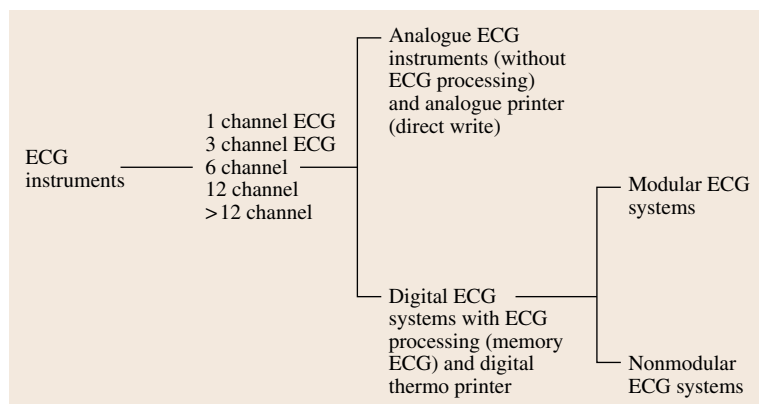 ECG
instruments
1 channel ECG
3 channel ECG
6 channel
12 channel
>12 channel
Analogue ECG
instruments (without
ECG processing)
and analogue printer
(direct write)
Digital ECG
systems with ECG
processing (memory
ECG) and digital
thermo printer
Modular ECG
systems
Nonmodular
ECG systems